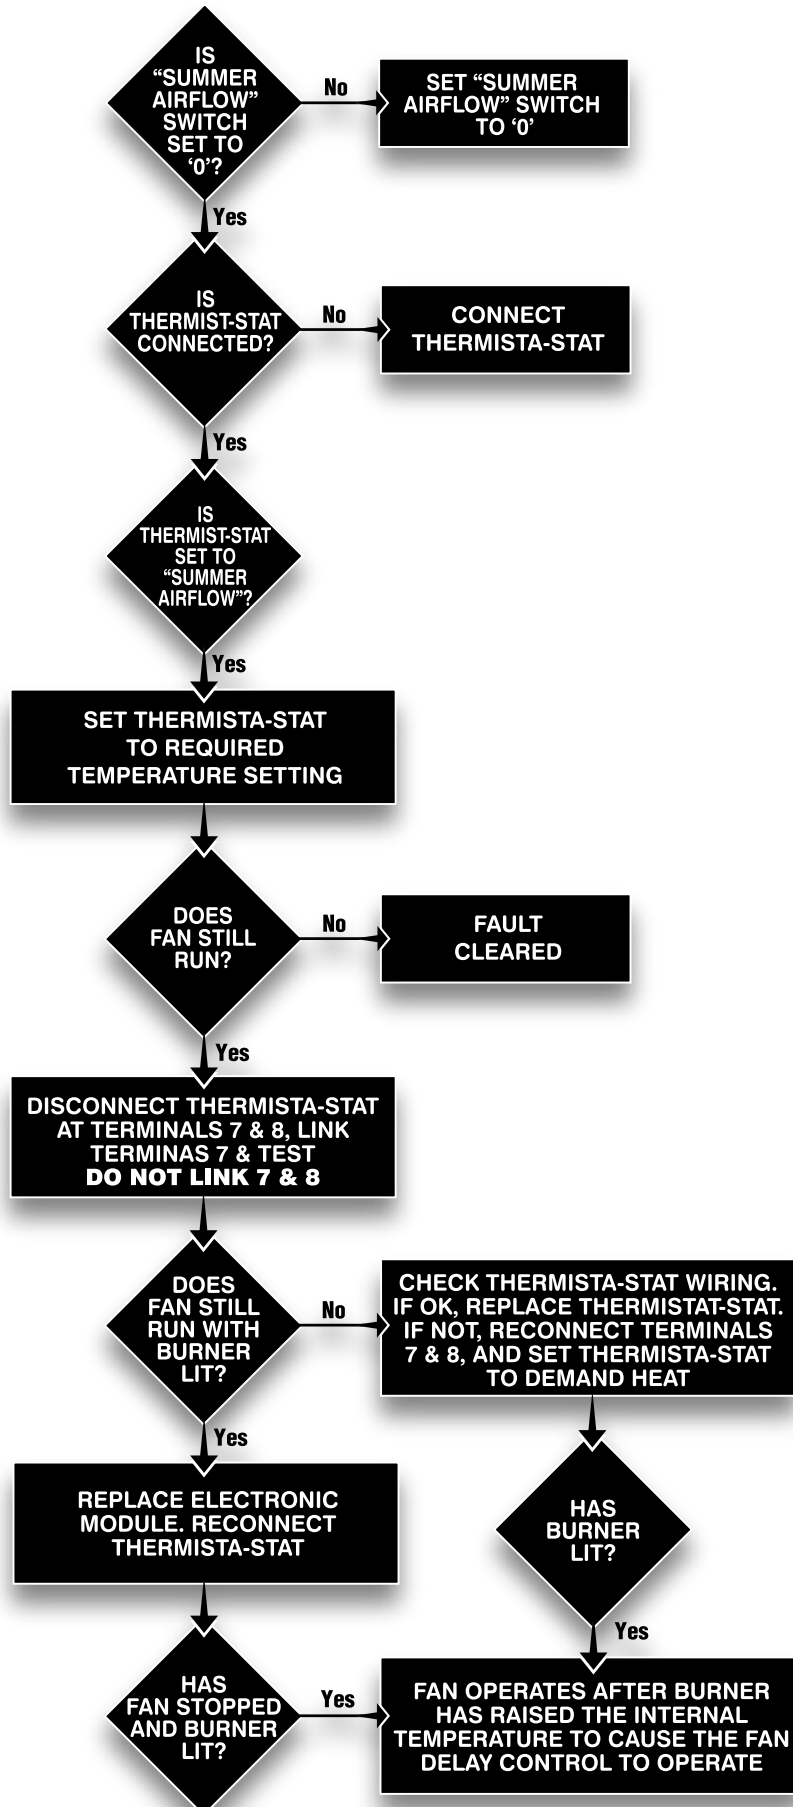 IS
“SUMMER
AIRFLOW”
SWITCH
SET TO
‘0’?
No
SET “SUMMER
AIRFLOW” SWITCH
TO ‘0’
Yes
IS
THERMIST-STAT
CONNECTED?
No
CONNECT
THERMISTA-STAT
Yes
IS
THERMIST-STAT
SET TO
“SUMMER
AIRFLOW”?
Yes
SET THERMISTA-STAT
TO REQUIRED
TEMPERATURE SETTING
DOES
FAN STILL
RUN?
No
FAULT
CLEARED
Yes
DISCONNECT THERMISTA-STAT
AT TERMINALS 7 & 8, LINK
TERMINAS 7 & TEST
DO NOT LINK 7 & 8
DOES
FAN STILL
RUN WITH
BURNER
LIT?
No
CHECK THERMISTA-STAT WIRING.
IF OK, REPLACE THERMISTAT-STAT.
IF NOT, RECONNECT TERMINALS
7 & 8, AND SET THERMISTA-STAT
TO DEMAND HEAT
Yes
REPLACE ELECTRONIC
MODULE. RECONNECT
THERMISTA-STAT
HAS
BURNER
LIT?
Yes
HAS
FAN STOPPED
AND BURNER
LIT?
Yes
FAN OPERATES AFTER BURNER
HAS RAISED THE INTERNAL
TEMPERATURE TO CAUSE THE FAN
DELAY CONTROL TO OPERATE